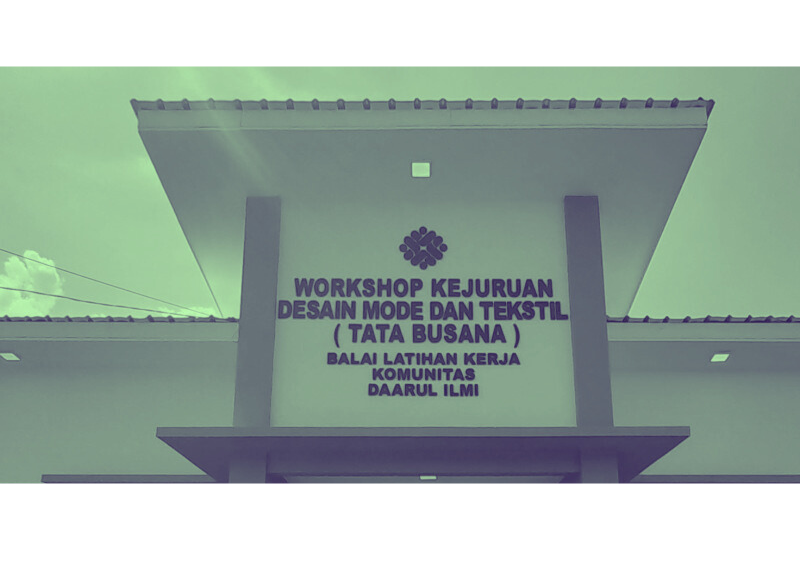 WORKSHOP KEJURUAN
DESAIN MODE DAN TEKSTIL
( TATA BUSANA )
BALAI LATIHAN KERJA
KOMUNITAS
DAARUL ILMI